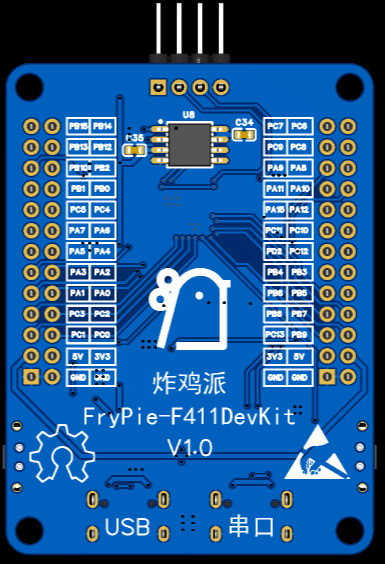 U8
C35
C34
PB15 PB14 PC7 PC6
PB13 PB12 PC9 PC8
PB10 PB2 PA9 PA8
PB1 PB0 PA11 PA10
PC5 PC4 PA15 PA12
PA7 PA6 PC11 PC10
PA5 PA4 PD2 PC12
PA3 PA2 PB4 PB3
PA1 PA0 PB6 PB5
PC3 PC2 PB8 PB7
PC1 PC0 PC13 PB9
5V 3V3 3V3 5V
GND GND GND GND
炸鸡派
FryPie-F411DevKit
V1.0
USB 串口